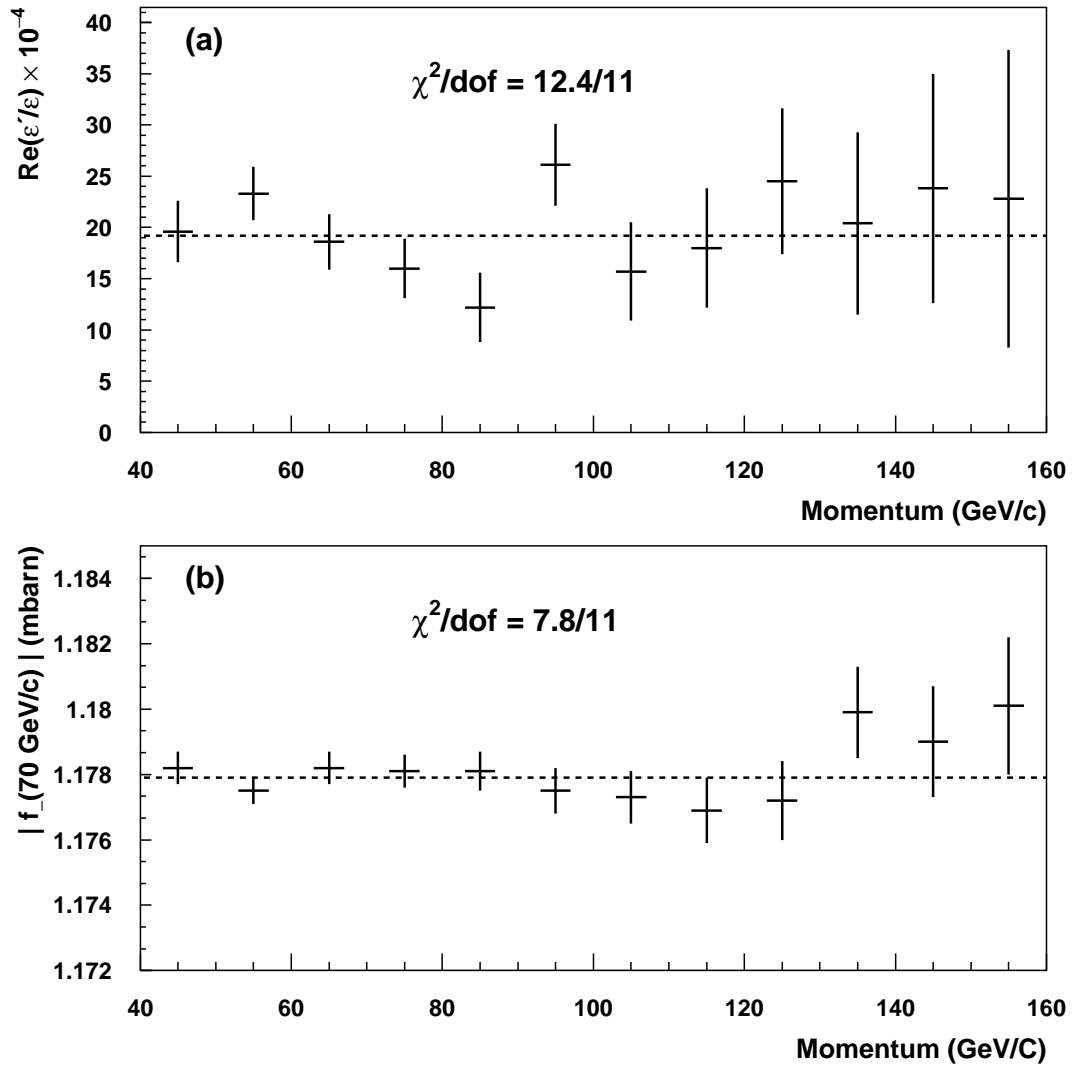 Re(ε′/ε) × 10⁻⁴
(a)
χ²/dof = 12.4/11
40
35
30
25
20
15
10
5
0
40 60 80 100 120 140 160
Momentum (GeV/c)
| f_(70 GeV/c) | (mbarn)
(b)
χ²/dof = 7.8/11
1.184
1.182
1.18
1.178
1.176
1.174
1.172
40 60 80 100 120 140 160
Momentum (GeV/C)